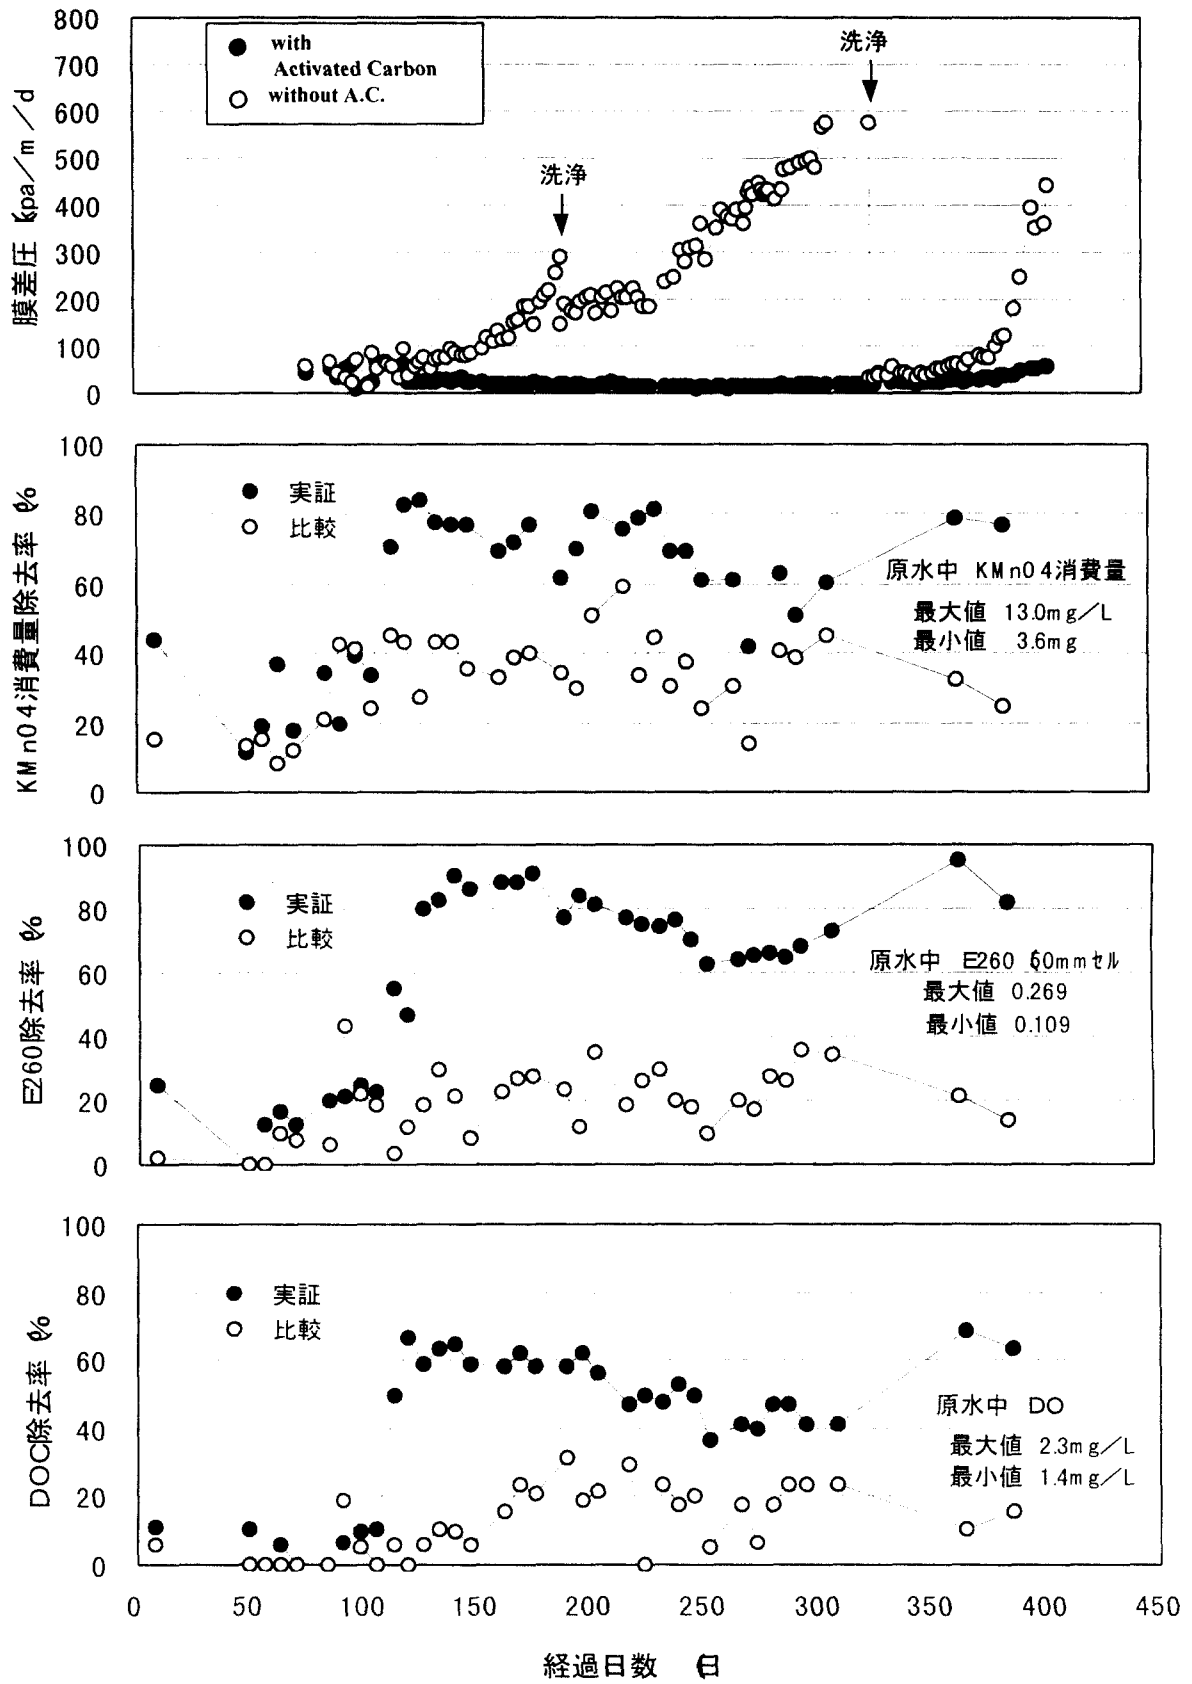 800
700
600
500
400
300
200
100
0
膜差圧 (kpa/m/d
with
Activated Carbon
without A.C.
洗浄
洗浄
100
80
60
40
20
0
KMn04消費量除去率 (%
実証
比較
原水中 KMn04消費量
最大値 13.0mg/L
最小値 3.6mg
100
80
60
40
20
0
E260除去率 (%
実証
比較
原水中 E260 (50mmセル
最大値 0.269
最小値 0.109
100
80
60
40
20
0
DOC除去率 (%
実証
比較
原水中 DO
最大値 2.3mg/L
最小値 1.4mg/L
0 50 100 150 200 250 300 350 400 450
経過日数 (日